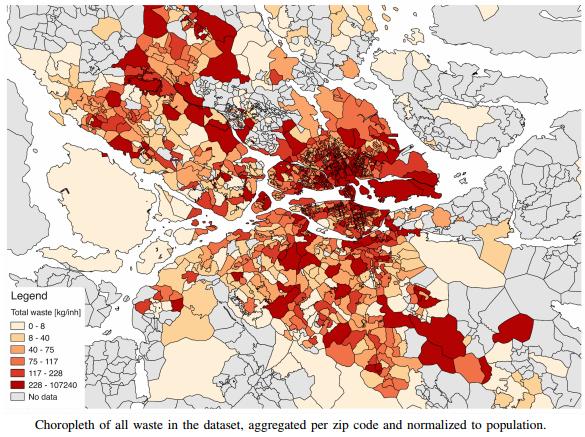 Legend
Total waste [kg/inh]
0 - 8
8 - 40
40 - 75
75 - 117
117 - 228
228 - 107240
No data
Choropleth of all waste in the dataset, aggregated per zip code and normalized to population.